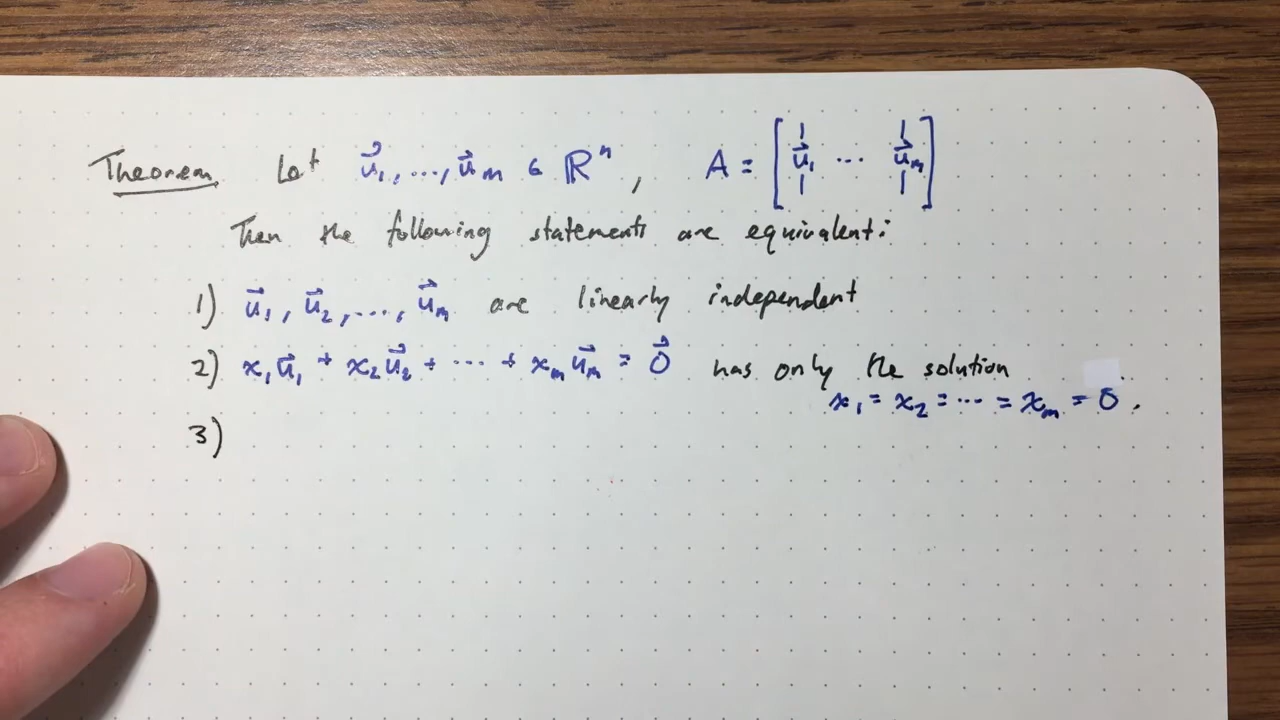 Theorem Let u⃗₁, ..., u⃗ₘ ∈ ℝⁿ, A = [u⃗₁ ... u⃗ₘ]
Then the following statements are equivalent:
1) u⃗₁, u⃗₂, ..., u⃗ₘ are linearly independent
2) x₁u⃗₁ + x₂u⃗₂ + ... + xₘu⃗ₘ = 0⃗ has only the solution
x₁ = x₂ = ... = xₘ = 0.
3)